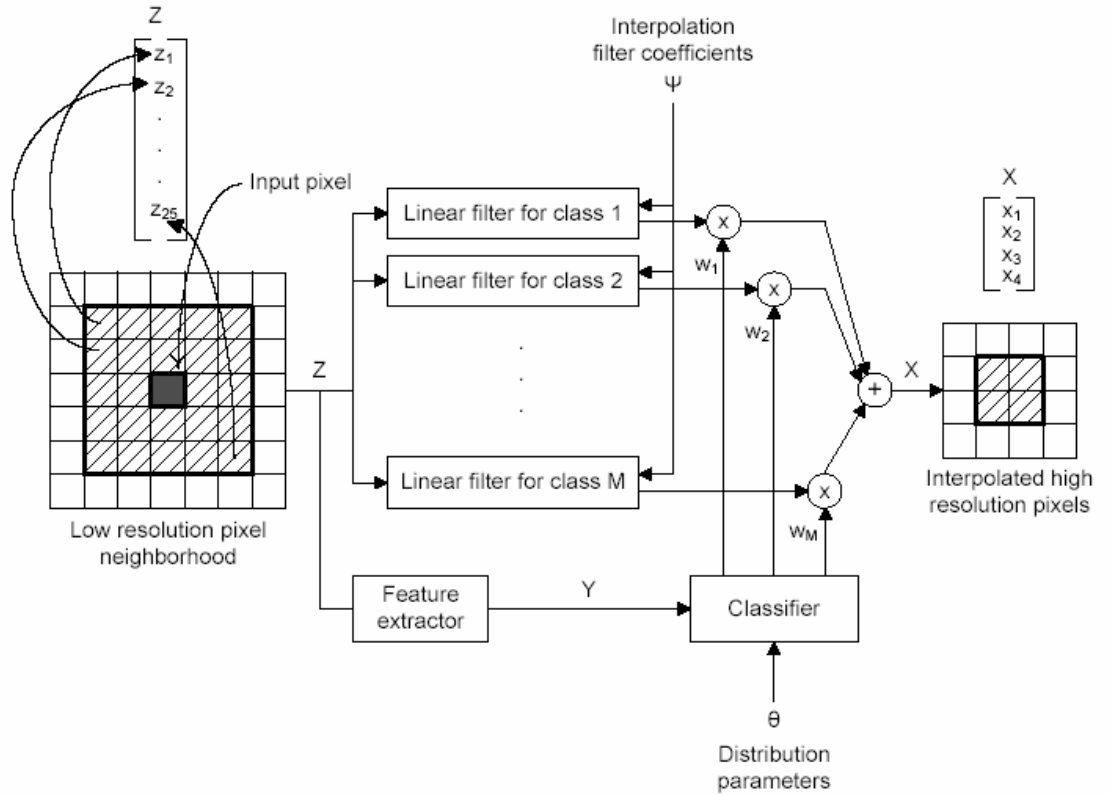 Z
z1
z2
.
.
.
.
z25
Input pixel
Low resolution pixel
neighborhood
Z
Interpolation
filter coefficients
Ψ
Linear filter for class 1
Linear filter for class 2
.
.
.
Linear filter for class M
x
w1
x
w2
x
wM
+
X
Feature
extractor
Y
Classifier
θ
Distribution
parameters
X
x1
x2
x3
x4
Interpolated high
resolution pixels